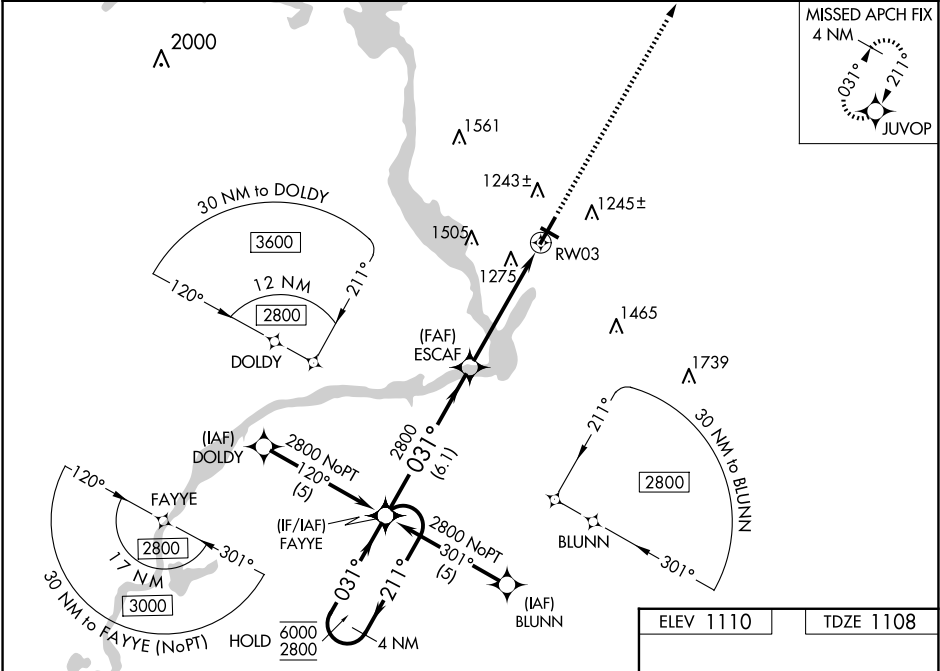 MISSED APCH FIX
4 NM
031°
211°
JUVOP
2000
1561
1243±
1245±
1505
1275
RW03
30 NM to DOLDY
3600
120°
211°
12 NM
2800
DOLDY
1465
1739
(FAF)
ESCAF
2800
031°
(6.1)
(IAF)
DOLDY
2800 NoPT
120°
(5)
211°
30 NM to BLUNN
2800
BLUNN
301°
120°
FAYYE
301°
2800
17 NM
3000
30 NM to FAYYE (NoPT)
(IF/IAF)
FAYYE
2800 NoPT
301°
(5)
(IAF)
BLUNN
031°
211°
HOLD
6000
2800
4 NM
ELEV 1110
TDZE 1108